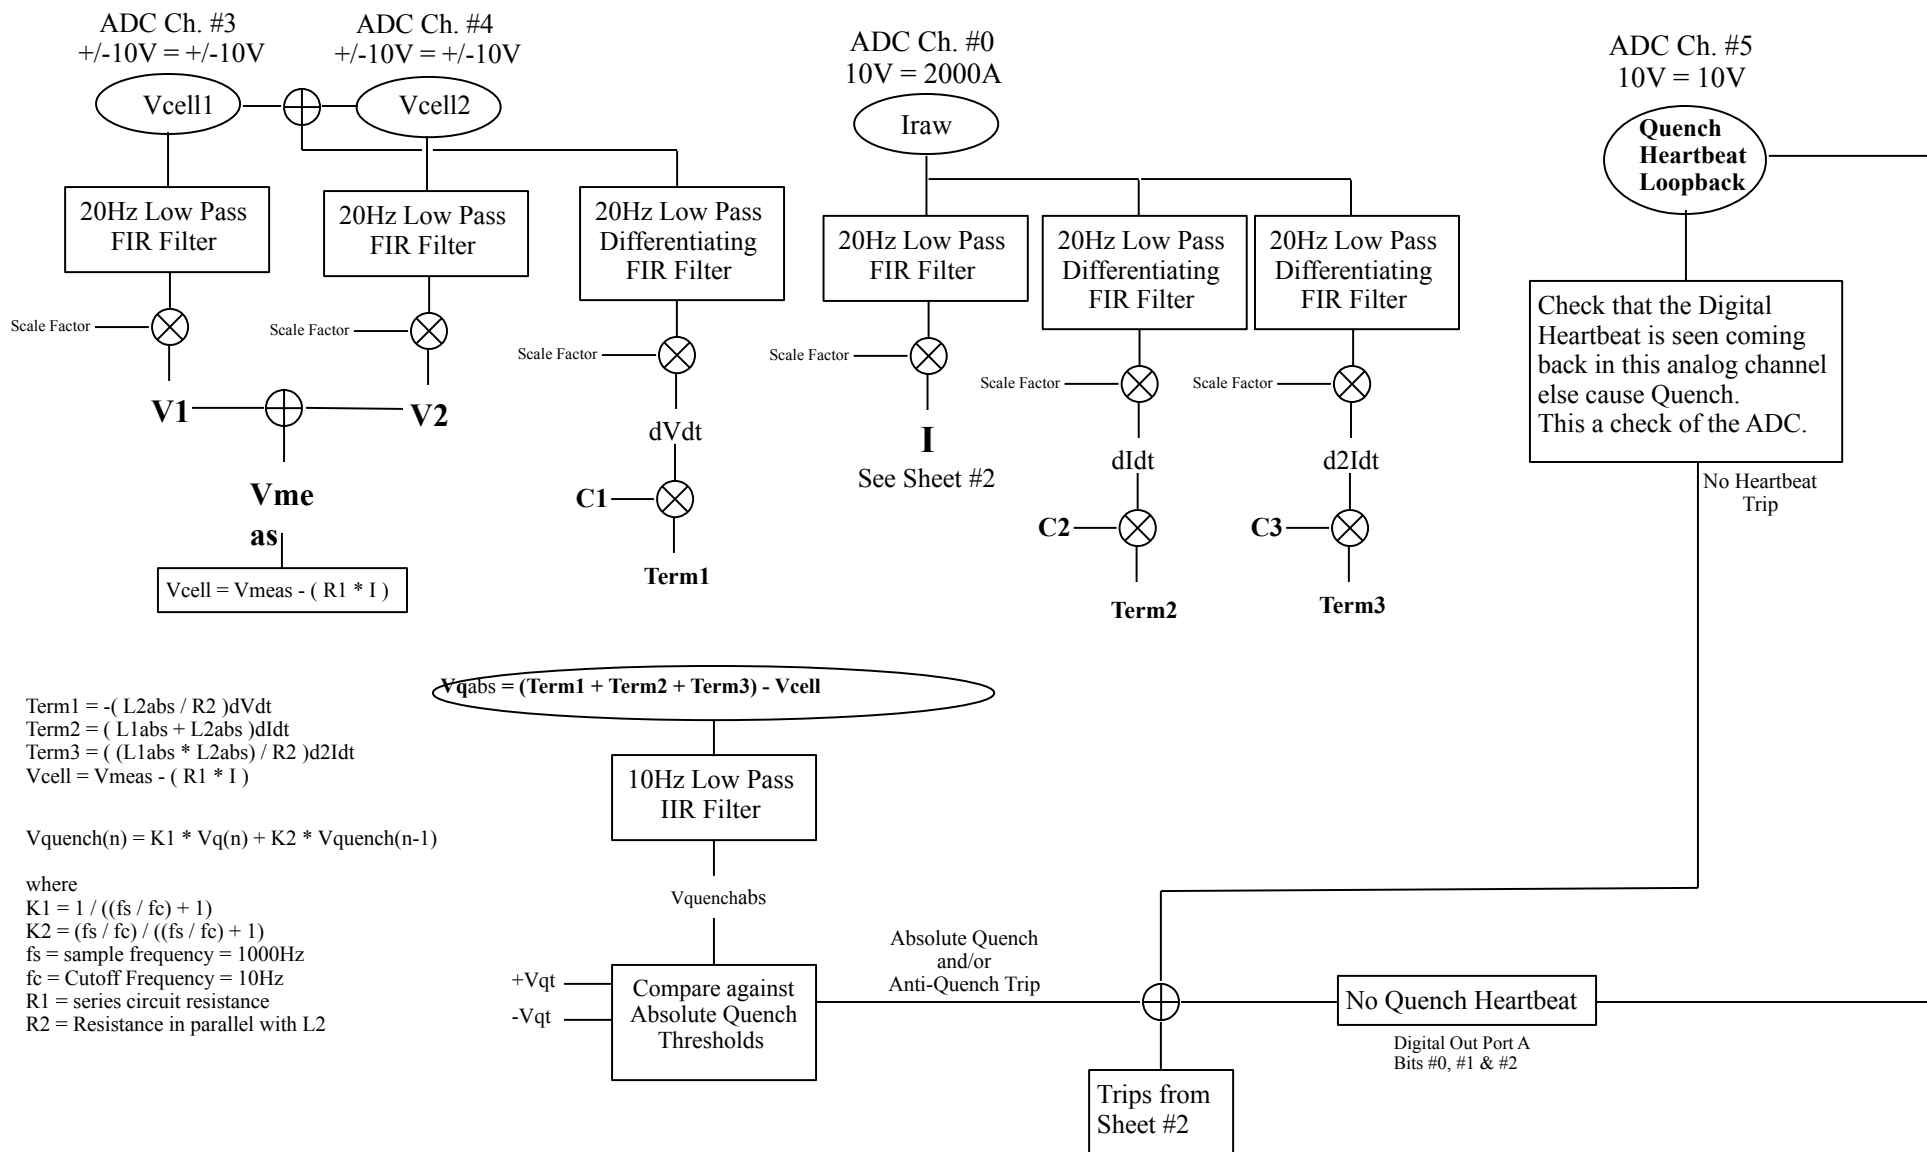 ADC Ch. #3
+/-10V = +/-10V
ADC Ch. #4
+/-10V = +/-10V
ADC Ch. #0
10V = 2000A
ADC Ch. #5
10V = 10V
Vcell1
Vcell2
Iraw
Quench
Heartbeat
Loopback
20Hz Low Pass
FIR Filter
20Hz Low Pass
FIR Filter
20Hz Low Pass
Differentiating
FIR Filter
20Hz Low Pass
FIR Filter
20Hz Low Pass
Differentiating
FIR Filter
20Hz Low Pass
Differentiating
FIR Filter
Check that the Digital
Heartbeat is seen coming
back in this analog channel
else cause Quench.
This a check of the ADC.
Scale Factor
Scale Factor
Scale Factor
Scale Factor
Scale Factor
Scale Factor
V1
V2
dVdt
I
See Sheet #2
dIdt
d2Idt
No Heartbeat
Trip
Vme
as
C1
C2
C3
Vcell = Vmeas - ( R1 * I )
Term1
Term2
Term3
Vqabs = (Term1 + Term2 + Term3) - Vcell
Term1 = -( L2abs / R2 )dVdt
Term2 = ( L1abs + L2abs )dIdt
Term3 = ( (L1abs * L2abs) / R2 )d2Idt
Vcell = Vmeas - ( R1 * I )
10Hz Low Pass
IIR Filter
Vquench(n) = K1 * Vq(n) + K2 * Vquench(n-1)
where
K1 = 1 / ((fs / fc) + 1)
K2 = (fs / fc) / ((fs / fc) + 1)
fs = sample frequency = 1000Hz
fc = Cutoff Frequency = 10Hz
R1 = series circuit resistance
R2 = Resistance in parallel with L2
Vquenchabs
+Vqt
-Vqt
Compare against
Absolute Quench
Thresholds
Absolute Quench
and/or
Anti-Quench Trip
No Quench Heartbeat
Digital Out Port A
Bits #0, #1 & #2
Trips from
Sheet #2